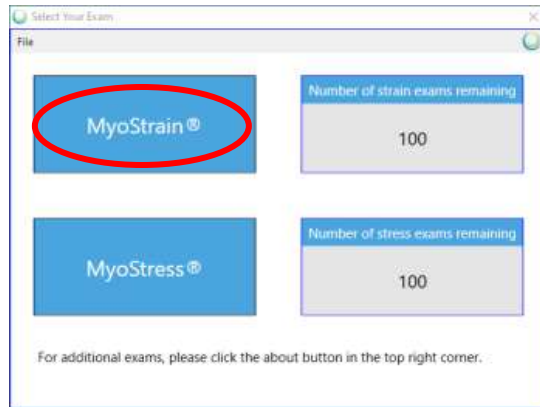 Select Your Exam
File
MyoStrain®
Number of strain exams remaining
100
MyoStress®
Number of stress exams remaining
100
For additional exams, please click the about button in the top right corner.